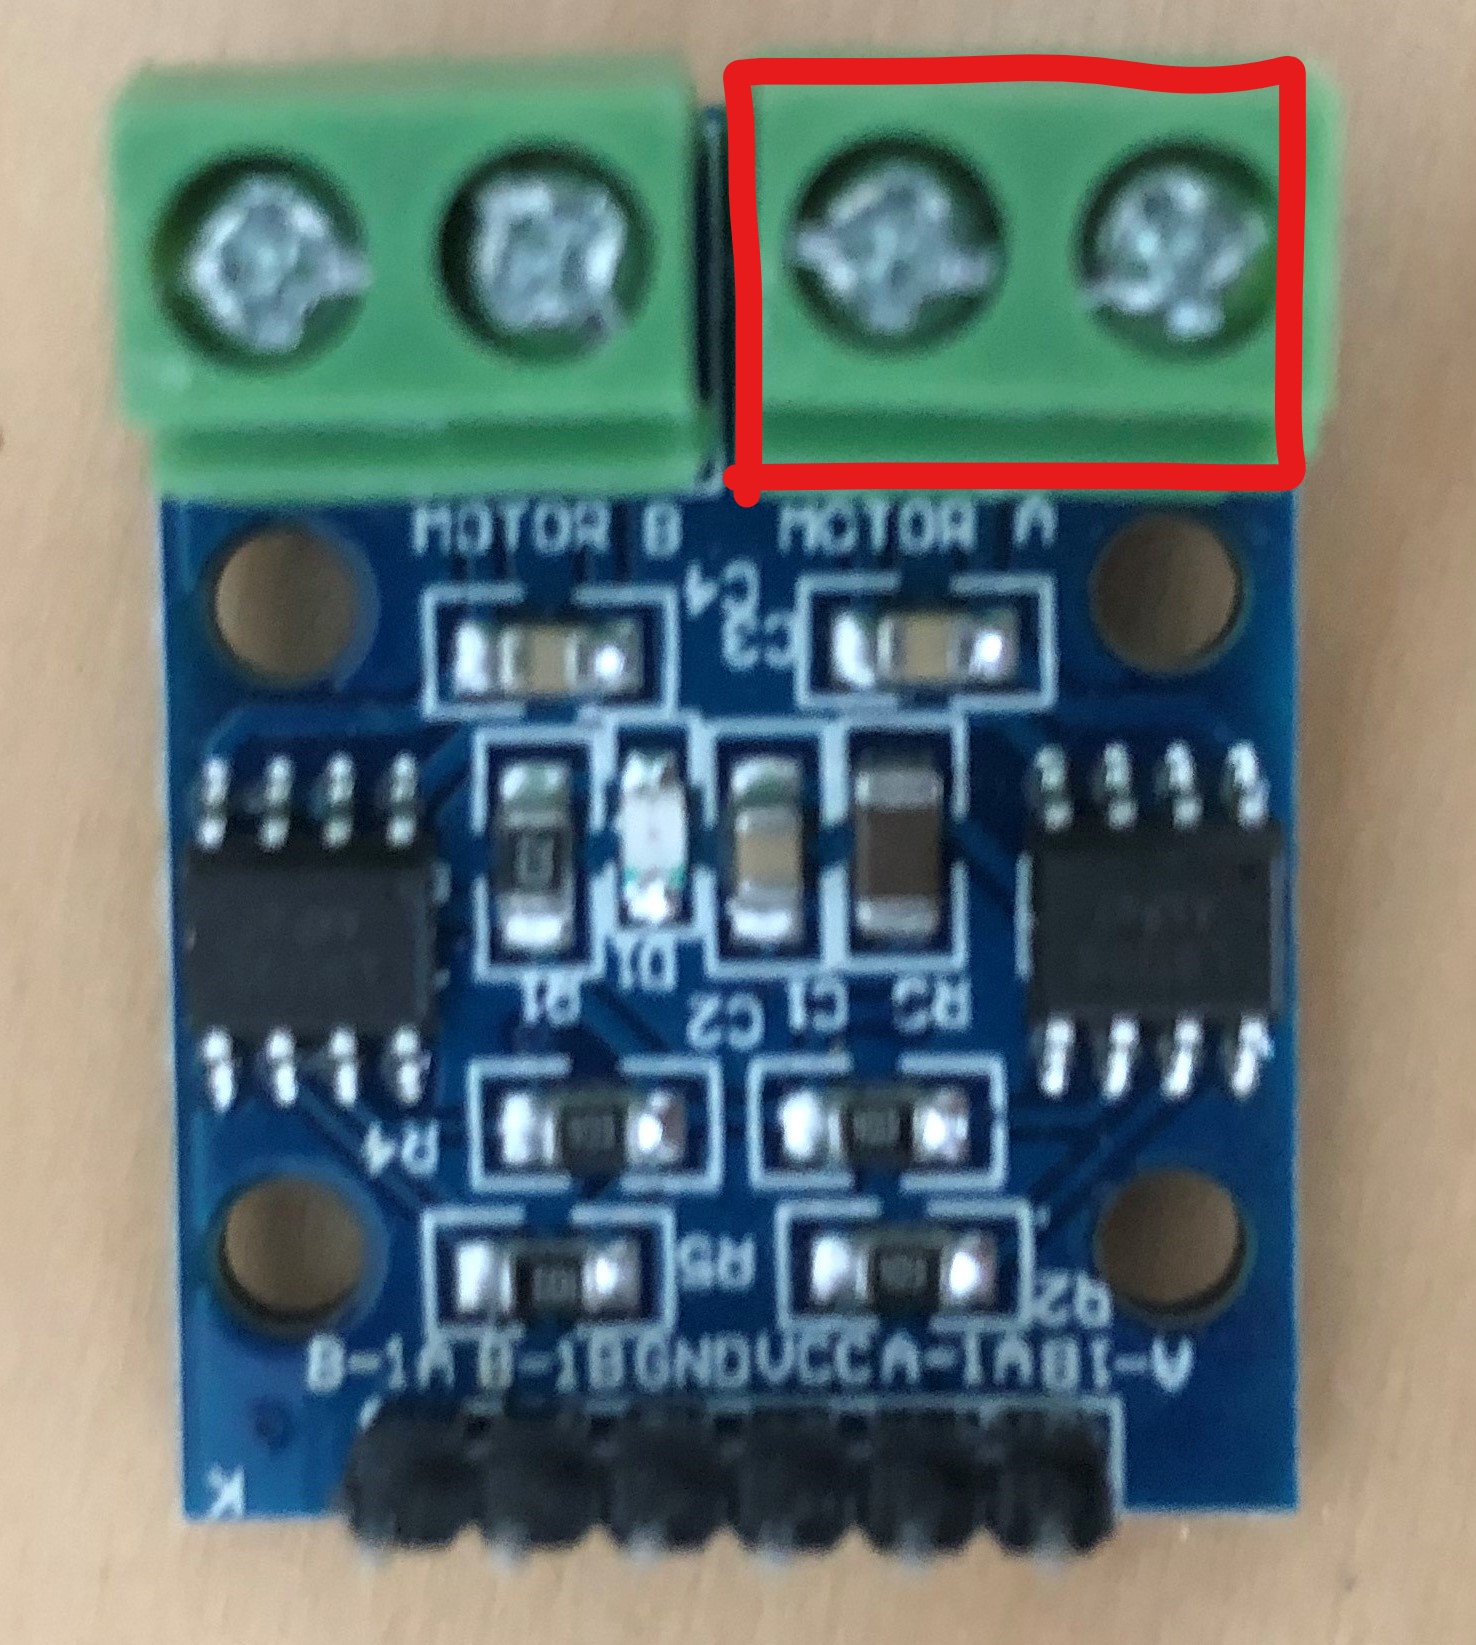 MOTOR B MOTOR A
C4
C3
D1
R1 C2 C1 R3
R4
R5 R2
B-1A B-1B GND VCC A-1A B1-A
K